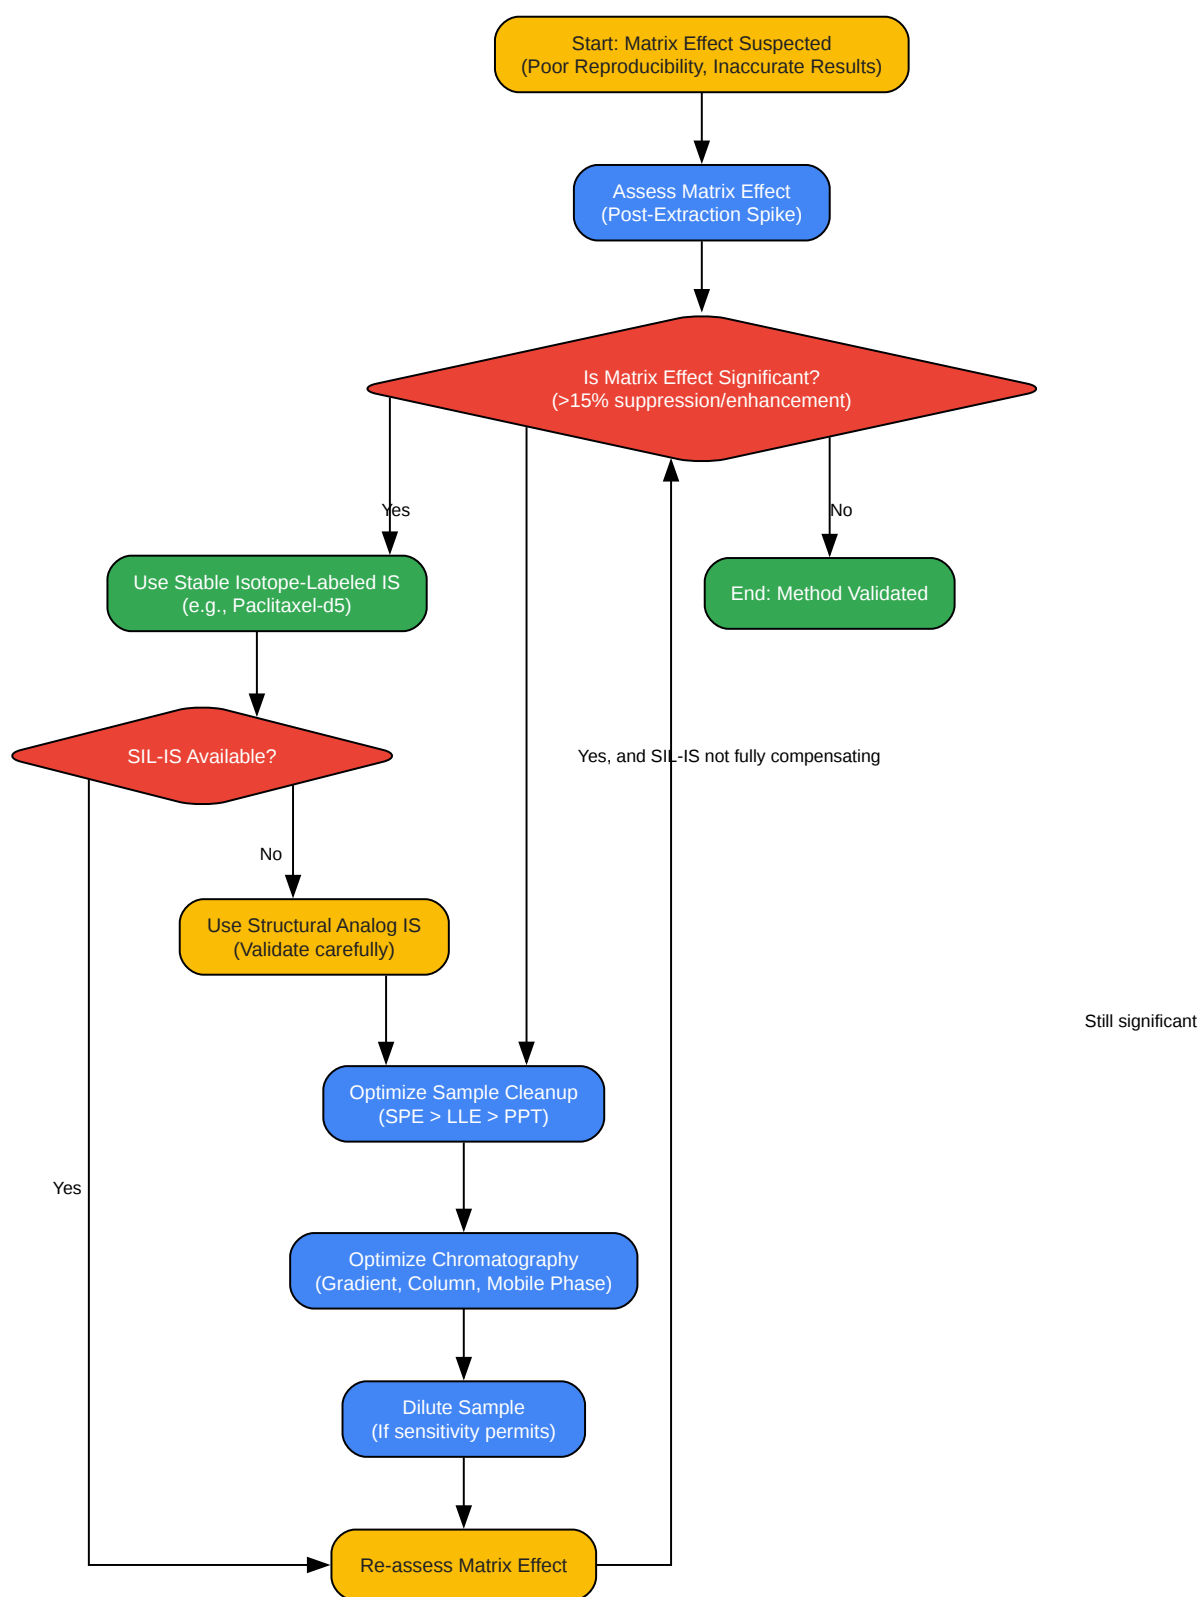 Start: Matrix Effect Suspected
(Poor Reproducibility, Inaccurate Results)
Assess Matrix Effect
(Post-Extraction Spike)
Is Matrix Effect Significant?
(>15% suppression/enhancement)
Yes
No
Use Stable Isotope-Labeled IS
(e.g., Paclitaxel-d5)
End: Method Validated
SIL-IS Available?
Yes, and SIL-IS not fully compensating
No
Use Structural Analog IS
(Validate carefully)
Still significant
Optimize Sample Cleanup
(SPE > LLE > PPT)
Yes
Optimize Chromatography
(Gradient, Column, Mobile Phase)
Dilute Sample
(If sensitivity permits)
Re-assess Matrix Effect